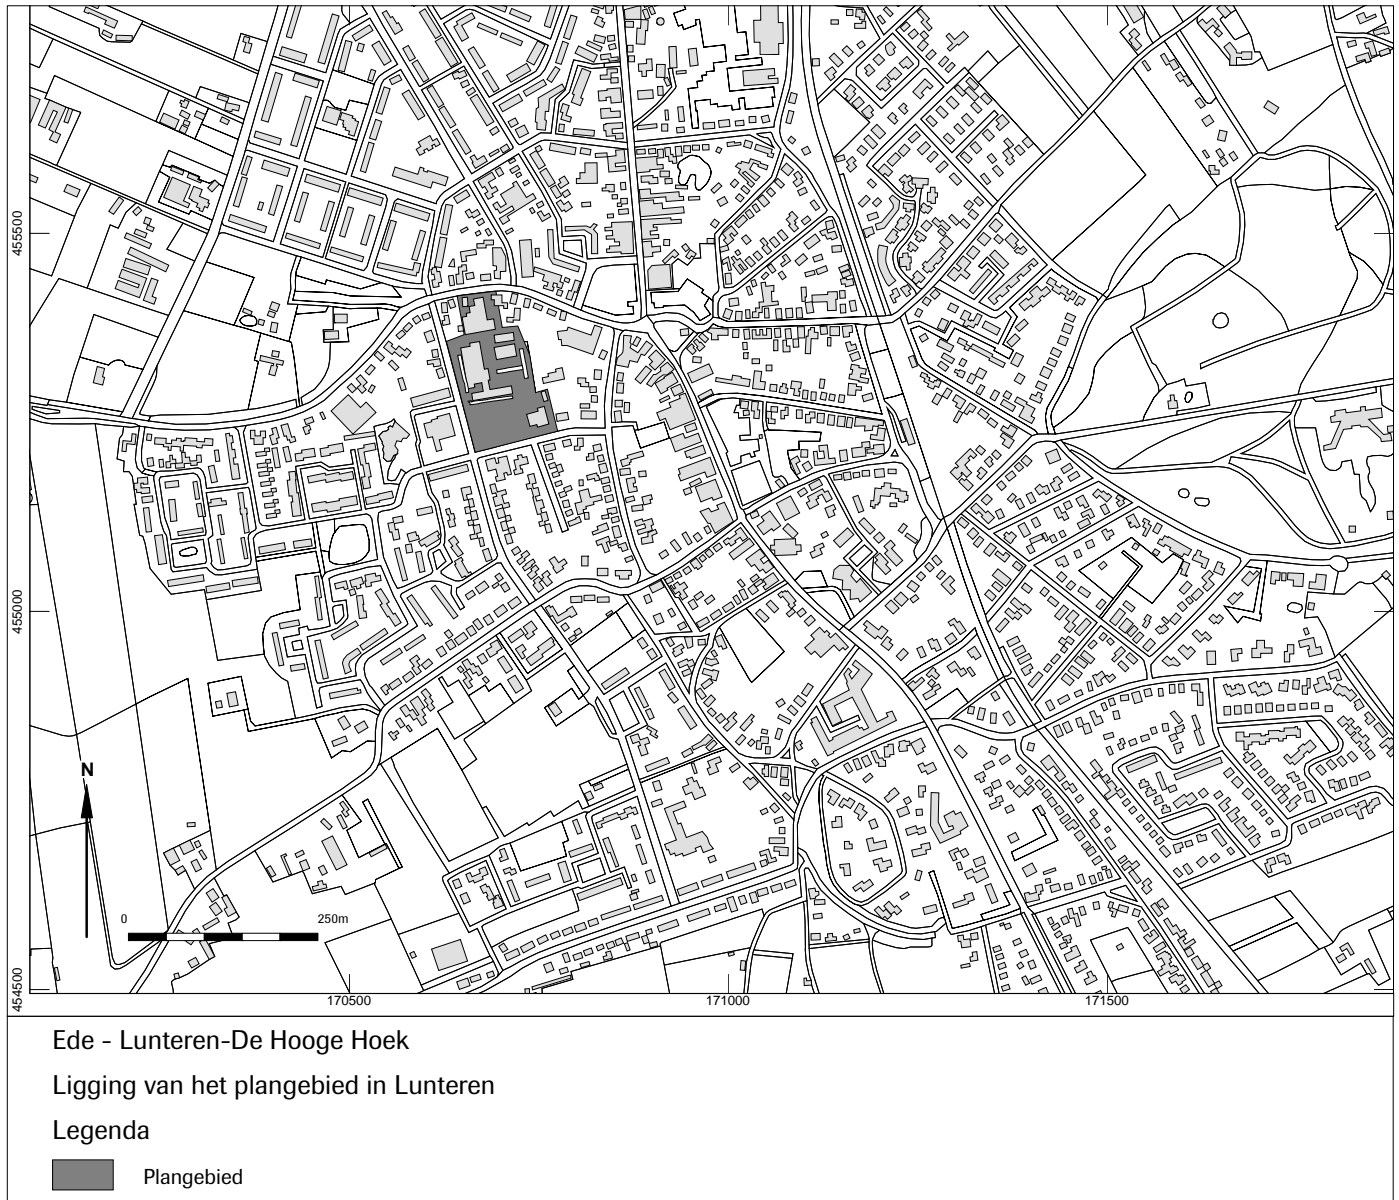 455500
455000
454500
N
0
250m
170500
171000
171500
Ede - Lunteren-De Hooge Hoek
Ligging van het plangebied in Lunteren
Legenda
Plangebied